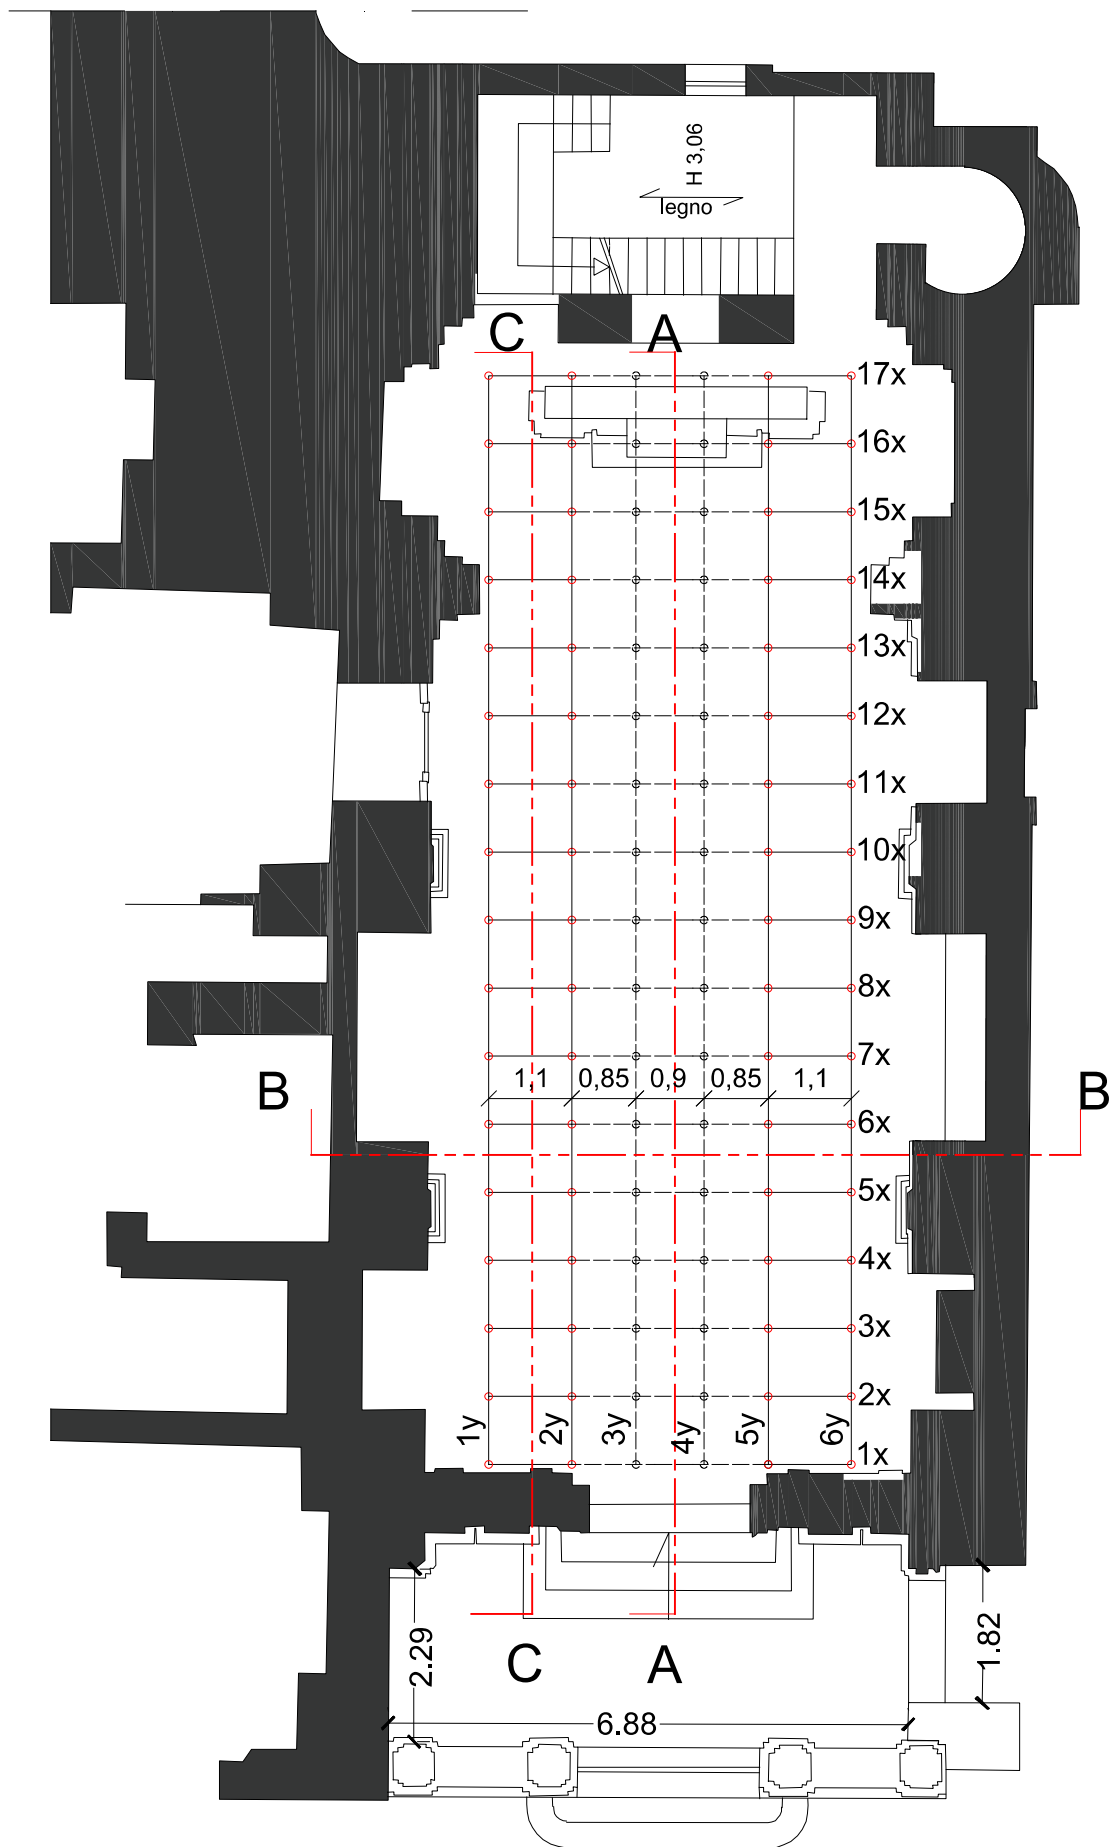 H 3,06
legno
C A
17x
16x
15x
14x
13x
12x
11x
10x
9x
8x
7x
1,1 0,85 0,9 0,85 1,1
B B
6x
5x
4x
3x
2x
1y 2y 3y 4y 5y 6y
1x
2.29 C A 1.82
6.88